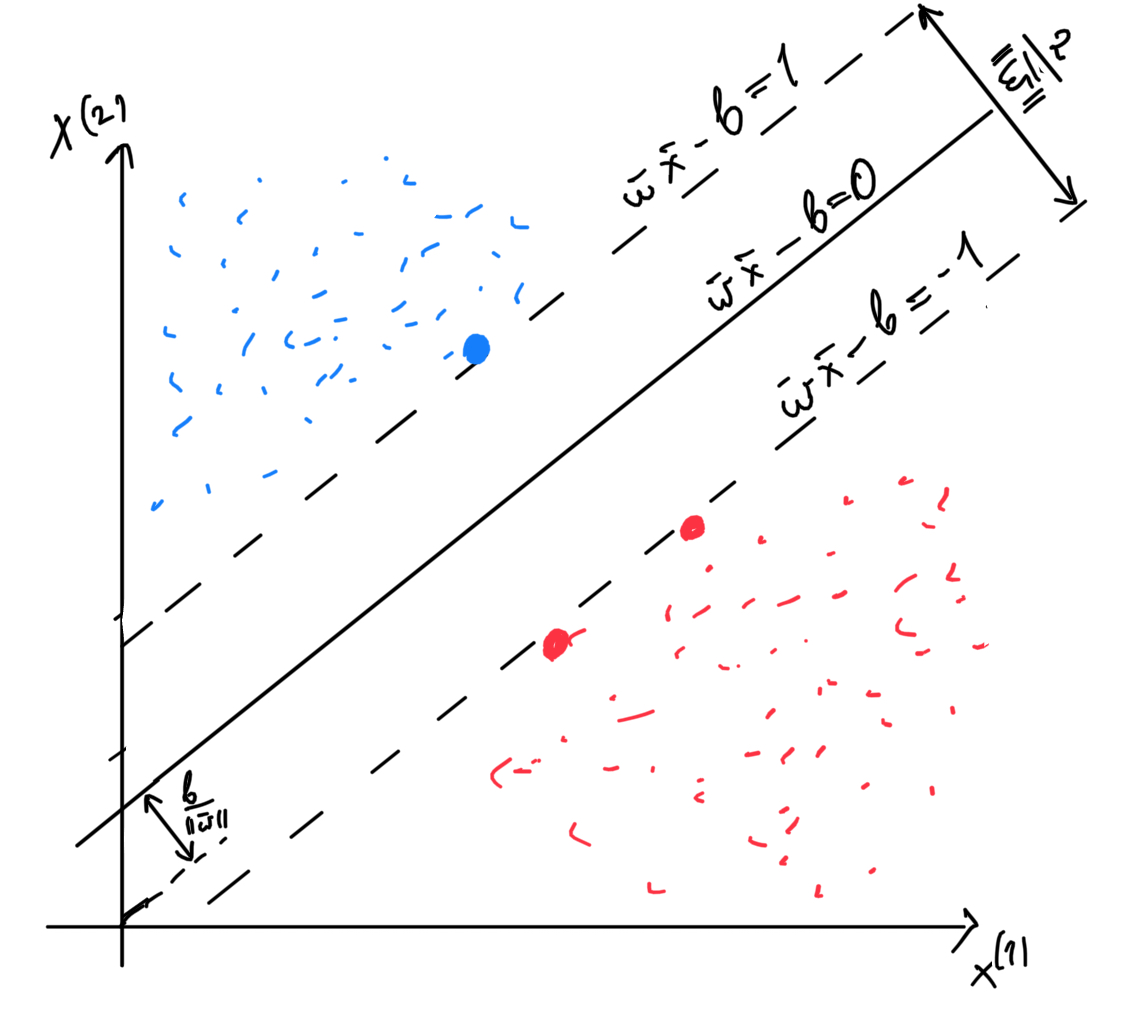 x(2)
w̄ x̄ - b = 1
2/||w̄||
w̄ x̄ - b = 0
w̄ x̄ - b = -1
b/||w̄||
x(1)